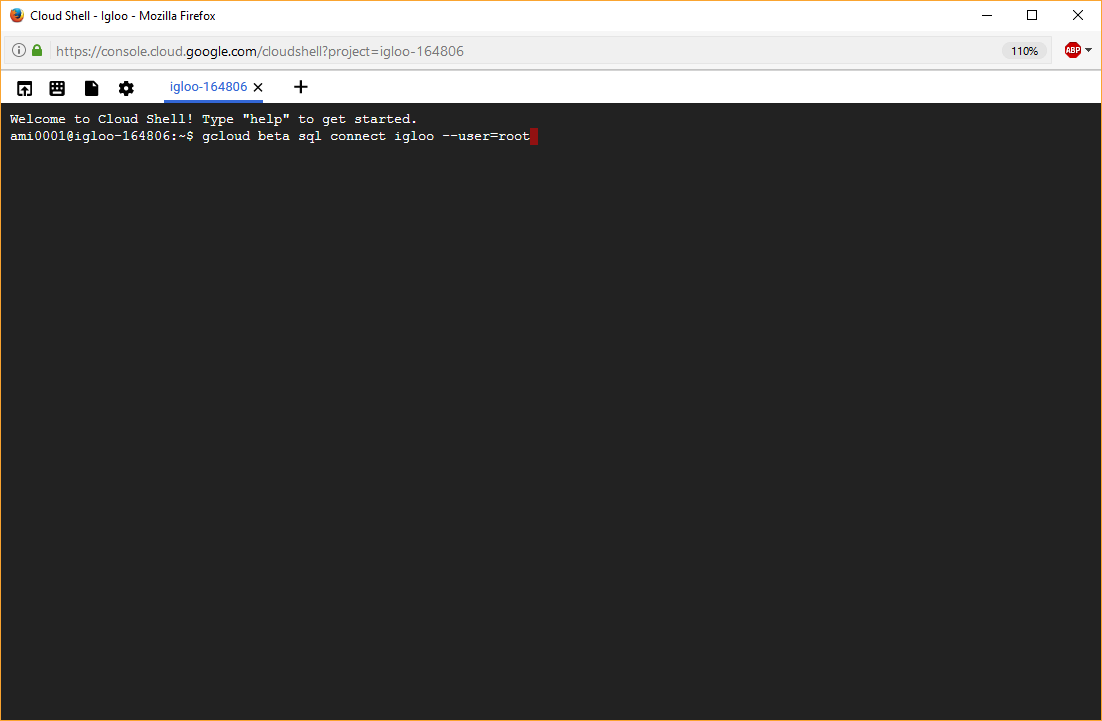 Cloud Shell - Igloo - Mozilla Firefox
https://console.cloud.google.com/cloudshell?project=igloo-164806
110%
ABP
igloo-164806
Welcome to Cloud Shell! Type "help" to get started.
ami0001@igloo-164806:~$ gcloud beta sql connect igloo --user=root